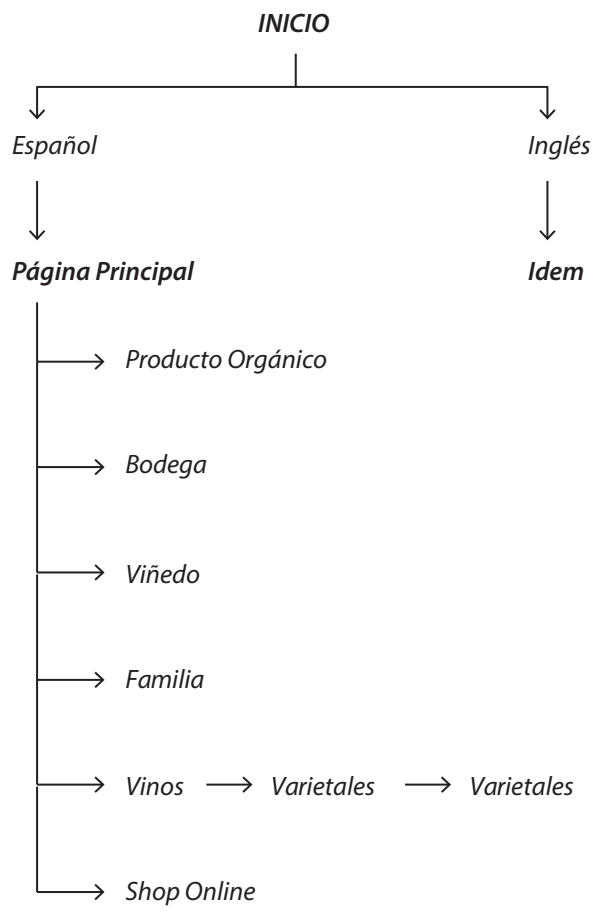 INICIO
Español
Inglés
Página Principal
Idem
Producto Orgánico
Bodega
Viñedo
Familia
Vinos Varietales Varietales
Shop Online